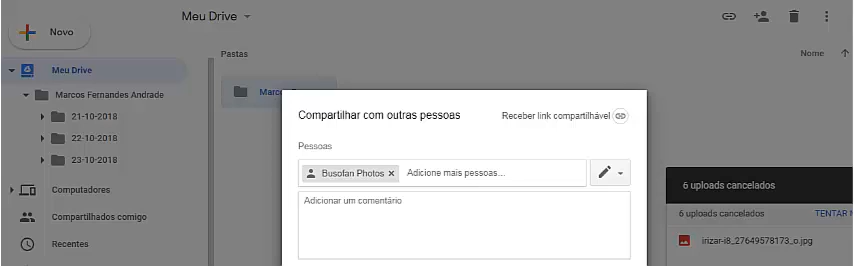 Meu Drive
Novo
Pastas
Nome
Meu Drive
Marcos Fernandes Andrade
21-10-2018
22-10-2018
23-10-2018
Computadores
Compartilhados comigo
Recentes
Compartilhar com outras pessoas
Receber link compartilhável
Pessoas
Busofan Photos × Adicione mais pessoas...
Adicionar um comentário
6 uploads cancelados
6 uploads cancelados
TENTAR
irizar-i8_27649578173_o.jpg